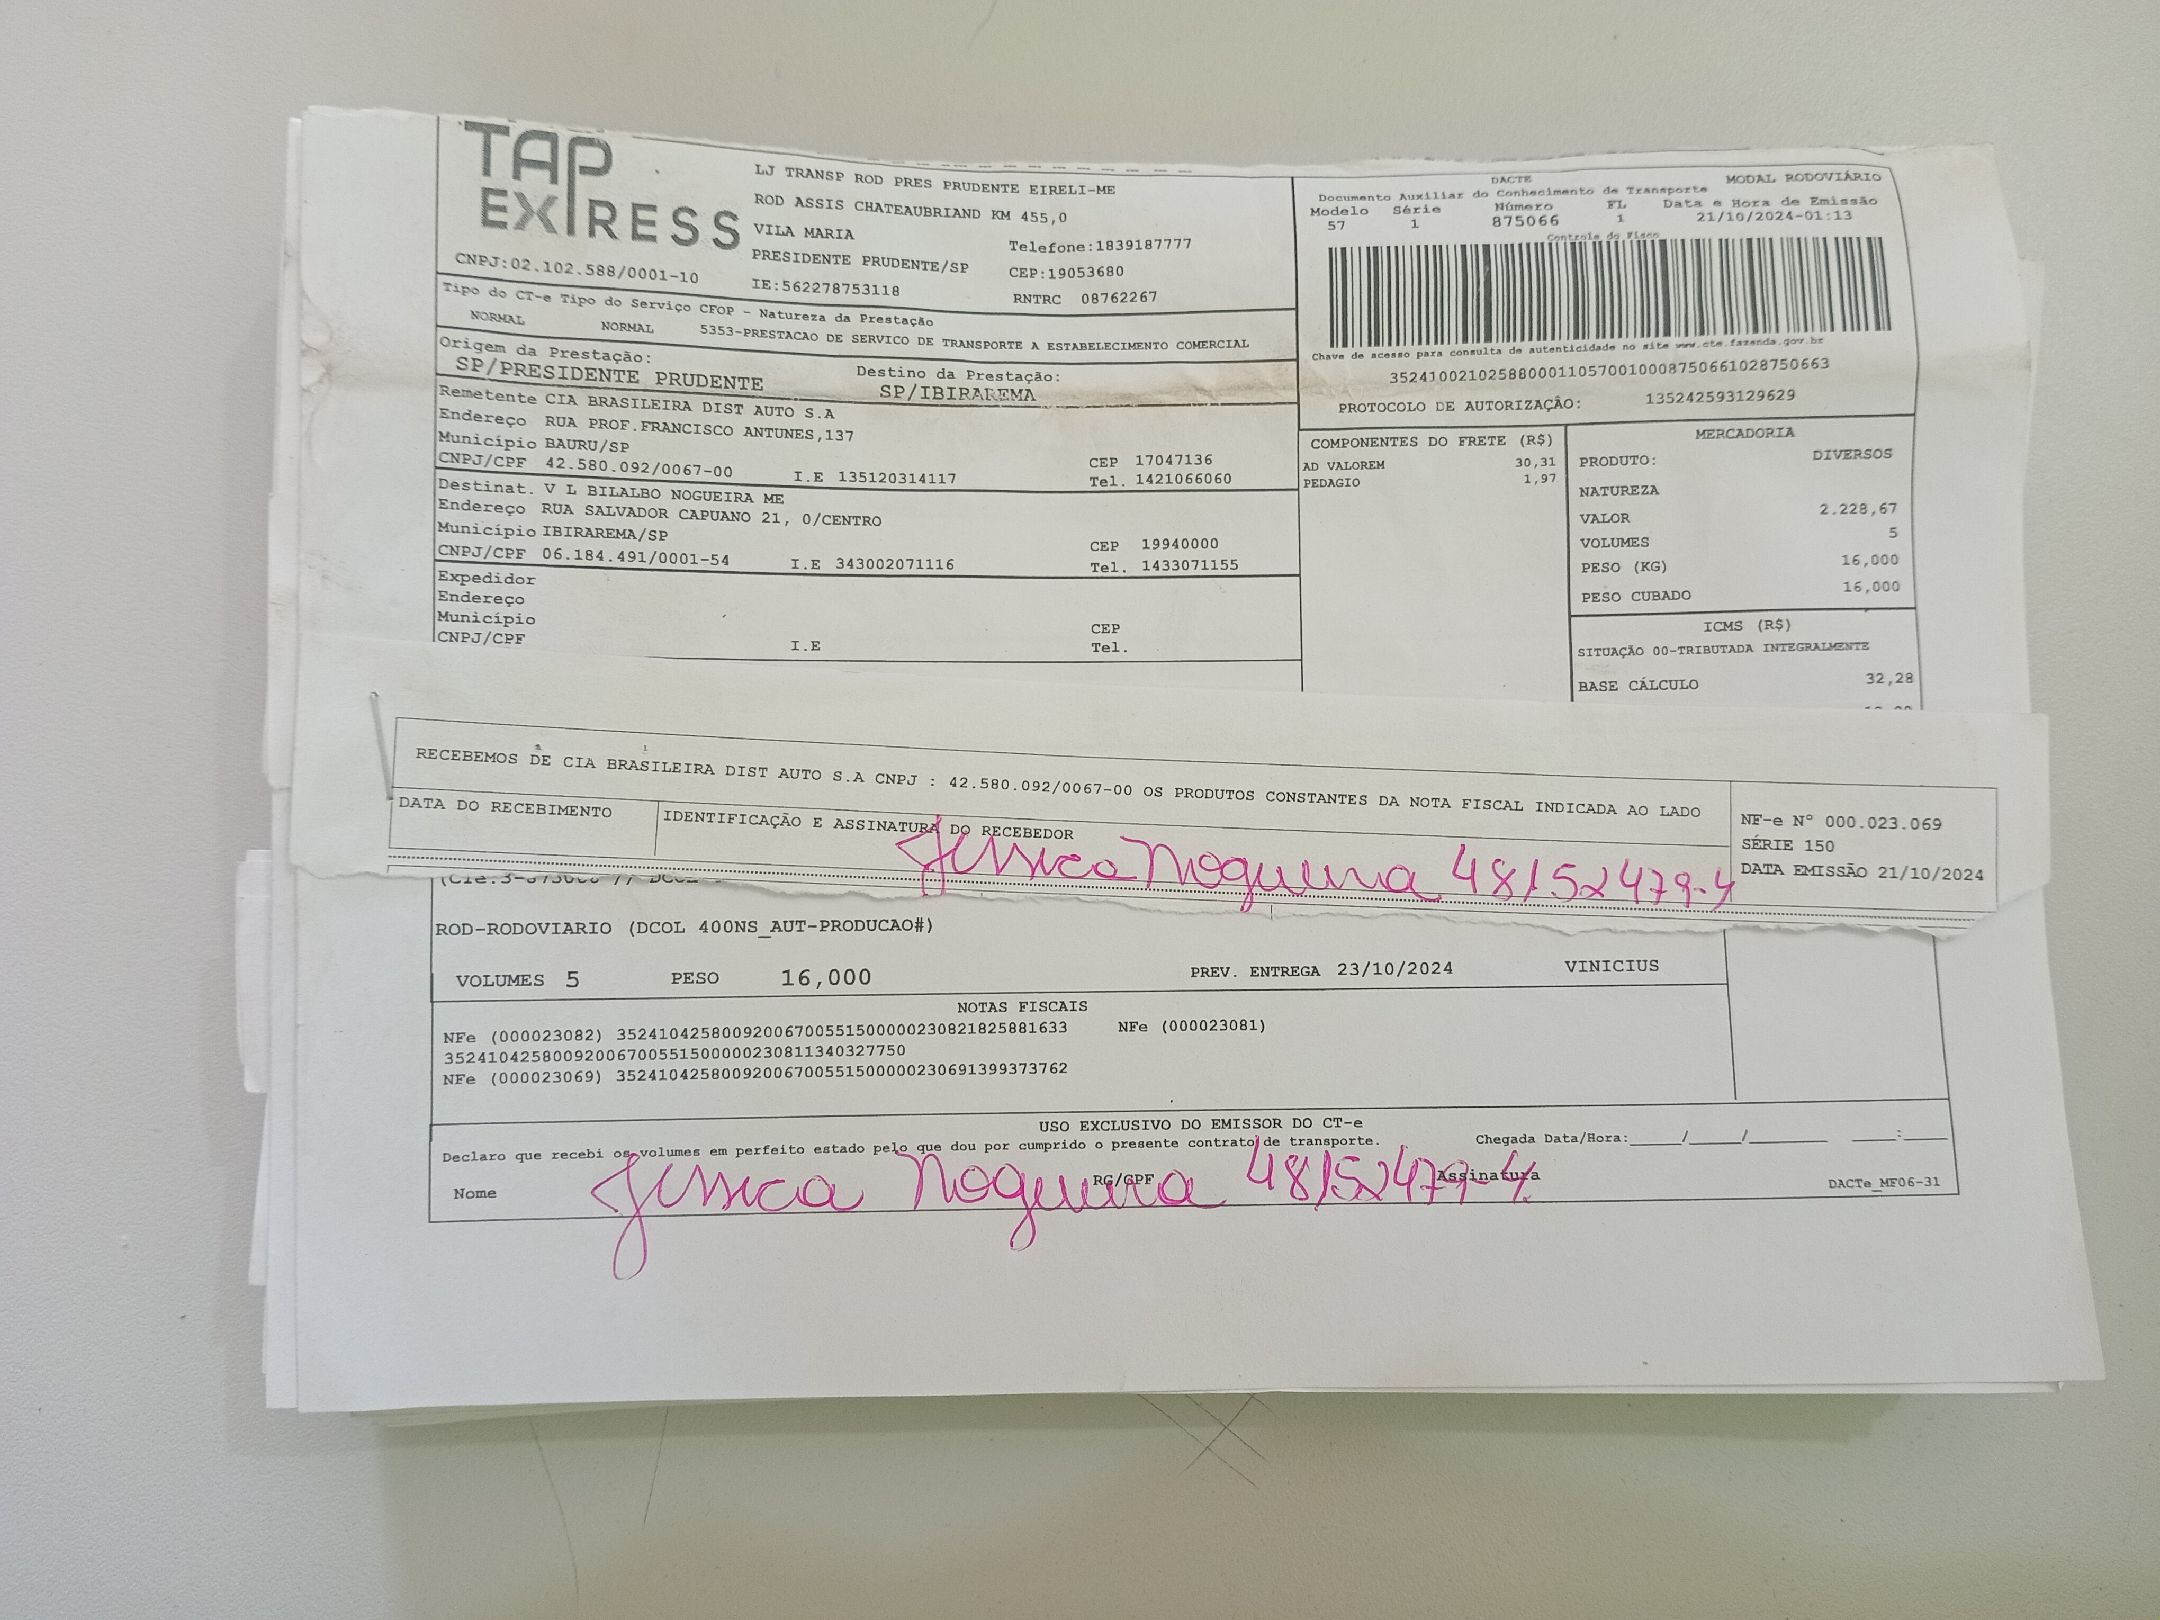 TAP
EXPRESS
LJ TRANSP ROD PRES PRUDENTE EIRELI-ME
ROD ASSIS CHATEAUBRIAND KM 455,0
VILA MARIA
Telefone:1839187777
PRESIDENTE PRUDENTE/SP
CEP:19053680
CNPJ:02.102.588/0001-10
IE:562278753118
RNTRC 08762267
DACTE
MODAL RODOVIÁRIO
Documento Auxiliar do Conhecimento de Transporte
Modelo Série Número FL Data e Hora de Emissão
57 1 875066 1 21/10/2024-01:13
Controle do Fisco
Chave de acesso para consulta de autenticidade no site www.cte.fazenda.gov.br
35241002102588000110570010008750661028750663
PROTOCOLO DE AUTORIZAÇÃO: 135242593129629
Tipo do CT-e Tipo do Serviço CFOP - Natureza da Prestação
NORMAL NORMAL 5353-PRESTACAO DE SERVICO DE TRANSPORTE A ESTABELECIMENTO COMERCIAL
Origem da Prestação: Destino da Prestação:
SP/PRESIDENTE PRUDENTE SP/IBIRAREMA
Remetente CIA BRASILEIRA DIST AUTO S.A
Endereço RUA PROF.FRANCISCO ANTUNES,137
Município BAURU/SP CEP 17047136
CNPJ/CPF 42.580.092/0067-00 I.E 135120314117 Tel. 1421066060
Destinat. V L BILALBO NOGUEIRA ME
Endereço RUA SALVADOR CAPUANO 21, 0/CENTRO
Município IBIRAREMA/SP CEP 19940000
CNPJ/CPF 06.184.491/0001-54 I.E 343002071116 Tel. 1433071155
Expedidor
Endereço
Município CEP
CNPJ/CPF I.E Tel.
COMPONENTES DO FRETE (R$)
AD VALOREM 30,31
PEDAGIO 1,97
MERCADORIA
PRODUTO: DIVERSOS
NATUREZA
VALOR 2.228,67
VOLUMES 5
PESO (KG) 16,000
PESO CUBADO 16,000
ICMS (R$)
SITUAÇÃO 00-TRIBUTADA INTEGRALMENTE
BASE CÁLCULO 32,28
RECEBEMOS DE CIA BRASILEIRA DIST AUTO S.A CNPJ : 42.580.092/0067-00 OS PRODUTOS CONSTANTES DA NOTA FISCAL INDICADA AO LADO
DATA DO RECEBIMENTO IDENTIFICAÇÃO E ASSINATURA DO RECEBEDOR
Jessica Nogueira 48152479-4
NF-e Nº 000.023.069
SÉRIE 150
DATA EMISSÃO 21/10/2024
ROD-RODOVIARIO (DCOL 400NS_AUT-PRODUCAO#)
VOLUMES 5 PESO 16,000 PREV. ENTREGA 23/10/2024 VINICIUS
NOTAS FISCAIS
NFe (000023082) 35241042580092006700551500000230821825881633 NFe (000023081)
35241042580092006700551500000230811340327750
NFe (000023069) 35241042580092006700551500000230691399373762
USO EXCLUSIVO DO EMISSOR DO CT-e
Declaro que recebi os volumes em perfeito estado pelo que dou por cumprido o presente contrato de transporte. Chegada Data/Hora:_____/_____/________ ____:____
Nome RG/CPF Assinatura DACTe_MF06-31
Jessica Nogueira 48152479-4